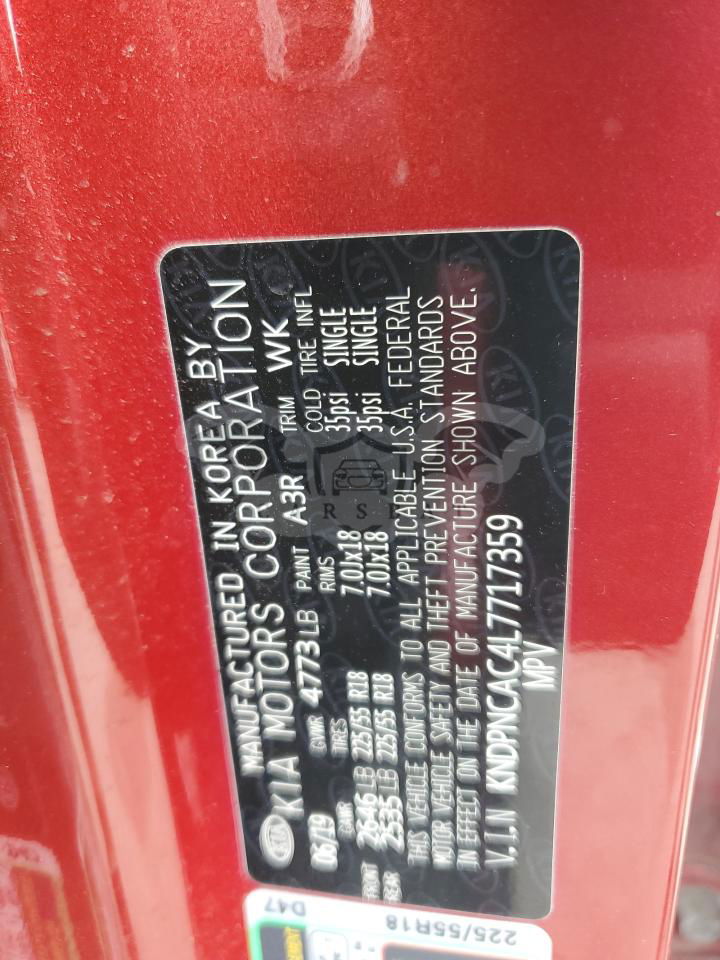 MANUFACTURED IN KOREA BY
KIA KIA MOTORS CORPORATION
06/19 GVWR 4773LB PAINT A3R TRIM WK
GAWR TIRES RIMS COLD TIRE INFL
FRONT 2646LB 225/55 R18 7.0Jx18 35psi SINGLE
REAR 2535LB 225/55 R18 7.0Jx18 35psi SINGLE
THIS VEHICLE CONFORMS TO ALL APPLICABLE U.S.A. FEDERAL
MOTOR VEHICLE SAFETY AND THEFT PREVENTION STANDARDS
IN EFFECT ON THE DATE OF MANUFACTURE SHOWN ABOVE.
V.I.N KNDPNCAC4L7717359
MPV
D47
225/55R18